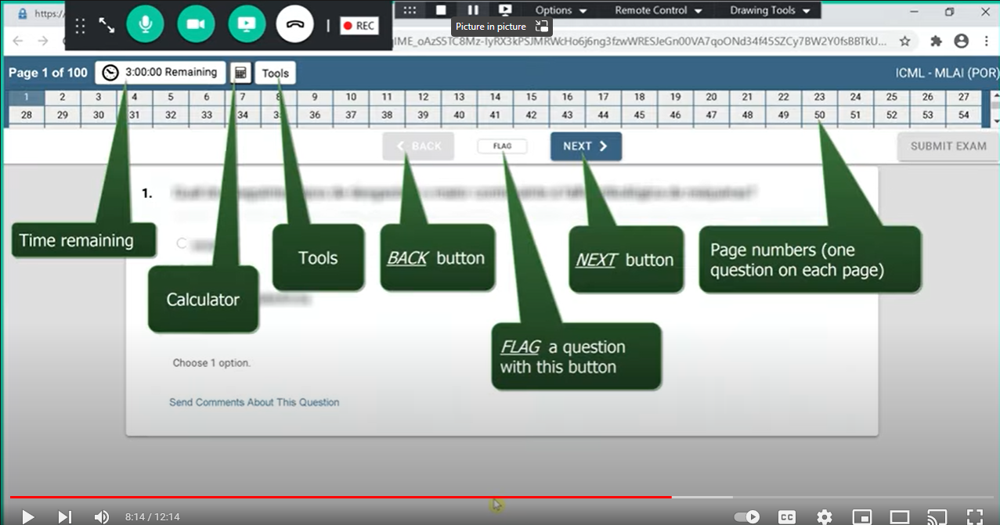 https:/
REC
Options
Remote Control
Drawing Tools
Picture in picture
Page 1 of 100
3:00:00 Remaining
Tools
ICML - MLAI (POR)
1 2 3 4 5 6 7 8 9 10 11 12 13 14 15 16 17 18 19 20 21 22 23 24 25 26 27
28 29 30 31 32 33 34 35 36 37 38 39 40 41 42 43 44 45 46 47 48 49 50 51 52 53 54
BACK
FLAG
NEXT
SUBMIT EXAM
1.
Time remaining
Calculator
Tools
BACK button
NEXT button
Page numbers (one
question on each page)
FLAG a question
with this button
Choose 1 option.
Send Comments About This Question
8:14 / 12:14
CC